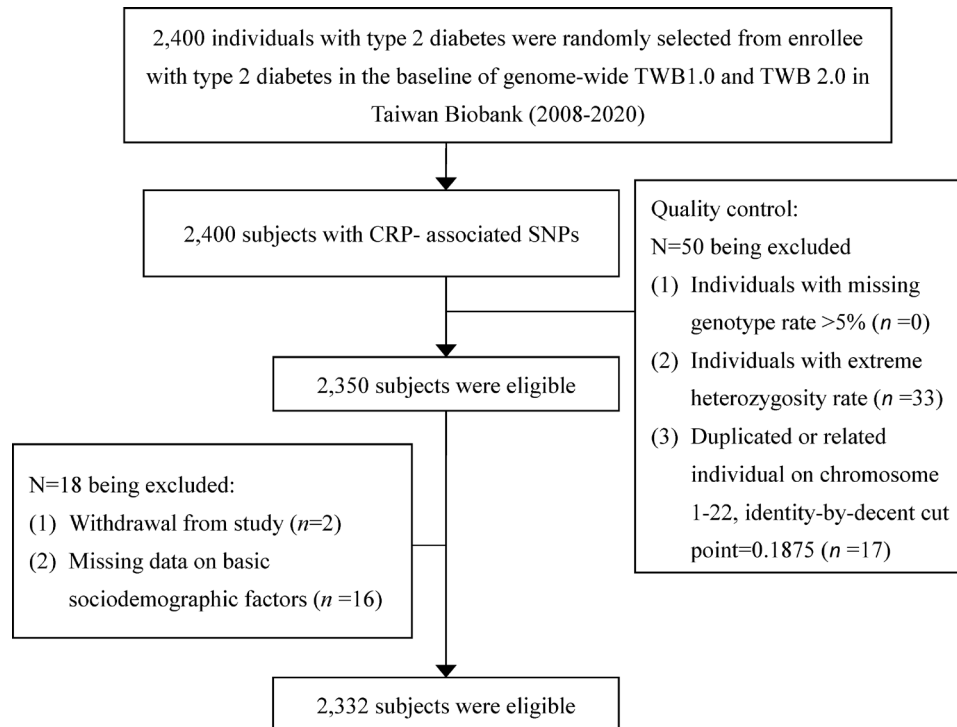 2,400 individuals with type 2 diabetes were randomly selected from enrollee
with type 2 diabetes in the baseline of genome-wide TWB1.0 and TWB 2.0 in
Taiwan Biobank (2008-2020)
2,400 subjects with CRP- associated SNPs
Quality control:
N=50 being excluded
(1) Individuals with missing
genotype rate >5% (n =0)
(2) Individuals with extreme
heterozygosity rate (n =33)
(3) Duplicated or related
individual on chromosome
1-22, identity-by-decent cut
point=0.1875 (n =17)
2,350 subjects were eligible
N=18 being excluded:
(1) Withdrawal from study (n=2)
(2) Missing data on basic
sociodemographic factors (n =16)
2,332 subjects were eligible